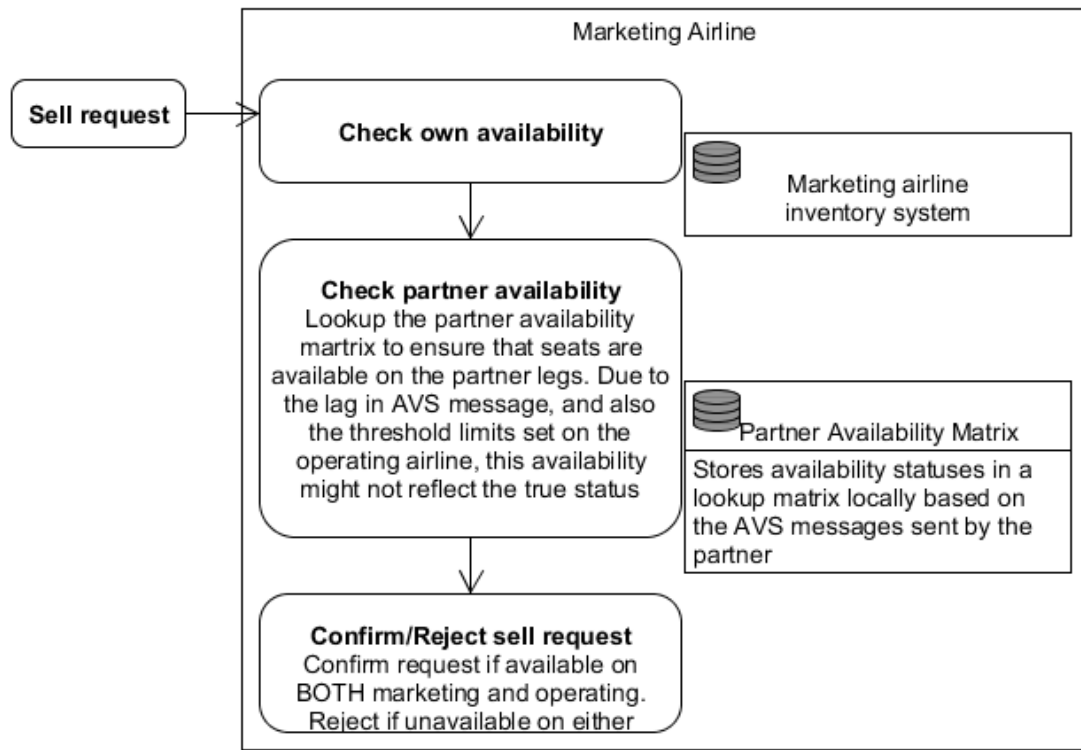 Marketing Airline
Sell request
Check own availability
Marketing airline
inventory system
Check partner availability
Lookup the partner availability
martrix to ensure that seats are
available on the partner legs. Due to
the lag in AVS message, and also
the threshold limits set on the
operating airline, this availability
might not reflect the true status
Partner Availability Matrix
Stores availability statuses in a
lookup matrix locally based on
the AVS messages sent by the
partner
Confirm/Reject sell request
Confirm request if available on
BOTH marketing and operating.
Reject if unavailable on either